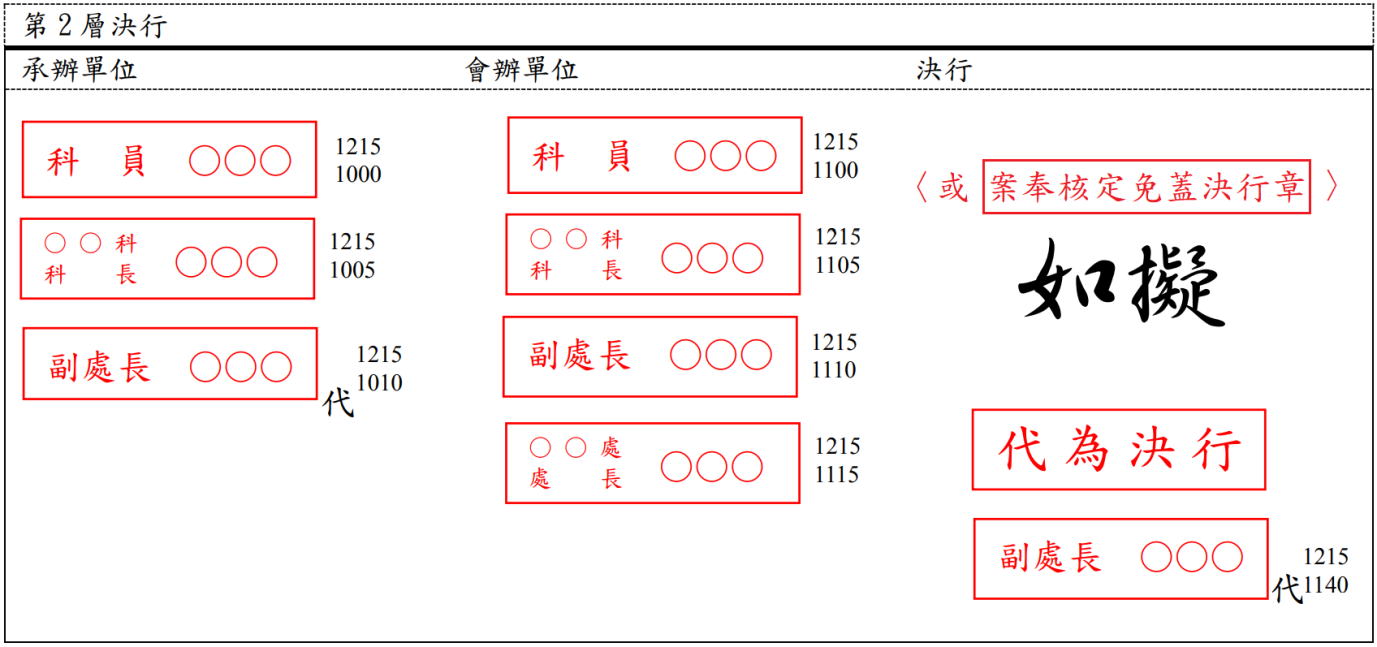 第2層決行
承辦單位
會辦單位
決行
科 員 ○○○
1215
1000
○○科
科 長
○○○
1215
1005
副處長 ○○○
代
1215
1010
科 員 ○○○
1215
1100
○○科
科 長
○○○
1215
1105
副處長 ○○○
1215
1110
○○處
處 長
○○○
1215
1115
〈或 案奉核定免蓋決行章 〉
如擬
代為決行
副處長 ○○○
代
1215
1140